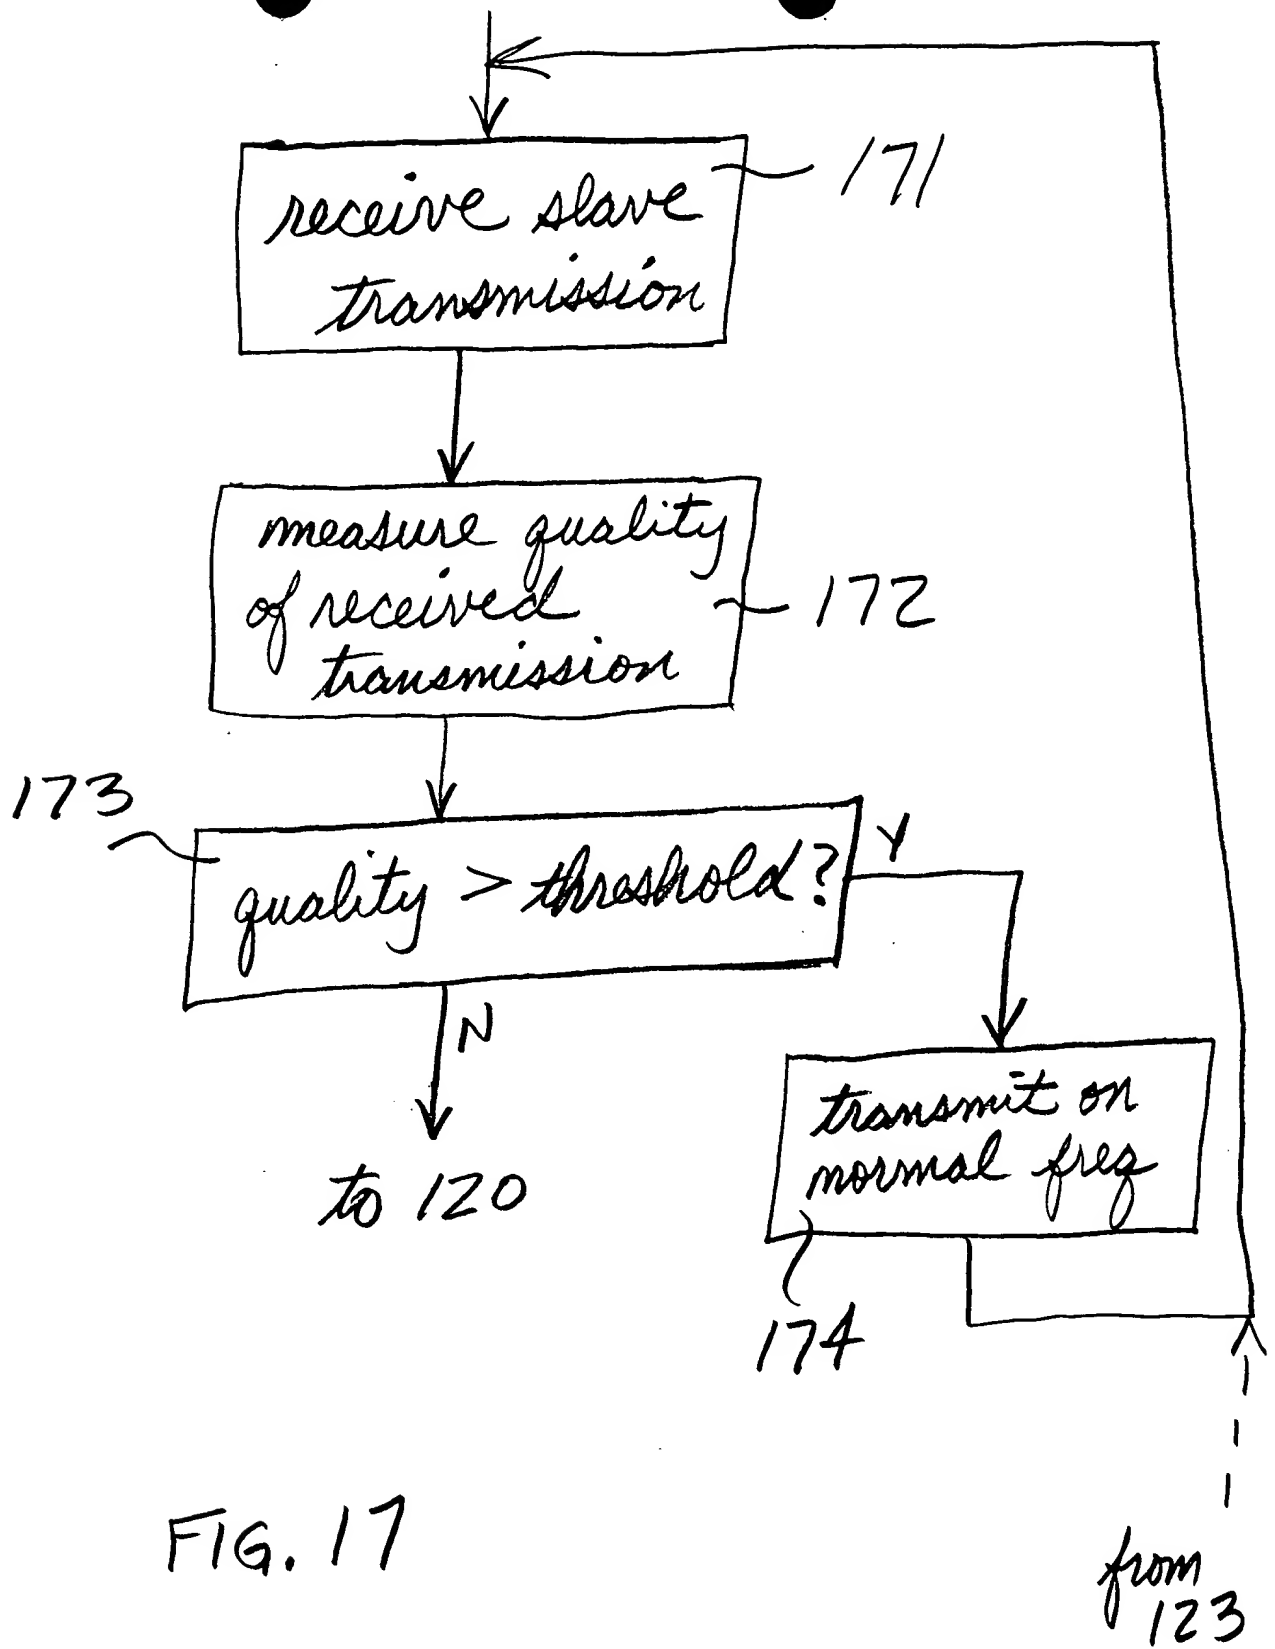 171
receive slave
transmission
measure quality
of received
transmission
172
173
quality > threshold?
Y
N
to 120
transmit on
normal freq
174
FIG. 17
from
123